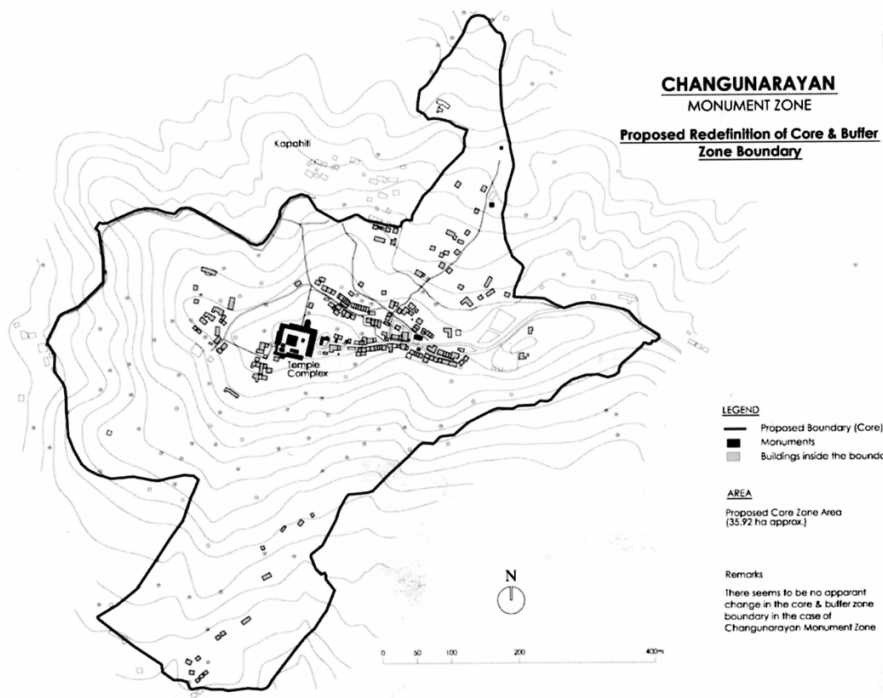 CHANGUNARAYAN
MONUMENT ZONE
Proposed Redefinition of Core & Buffer
Zone Boundary
Kapahiti
Temple
Complex
LEGEND
Proposed Boundary (Core)
Monuments
Buildings inside the bounda
AREA
Proposed Core Zone Area
(35.92 ha approx.)
Remarks
There seems to be no apparant
change in the core & buffer zone
boundary in the case of
Changunarayan Monument Zone
N
0 50 100 200 400m